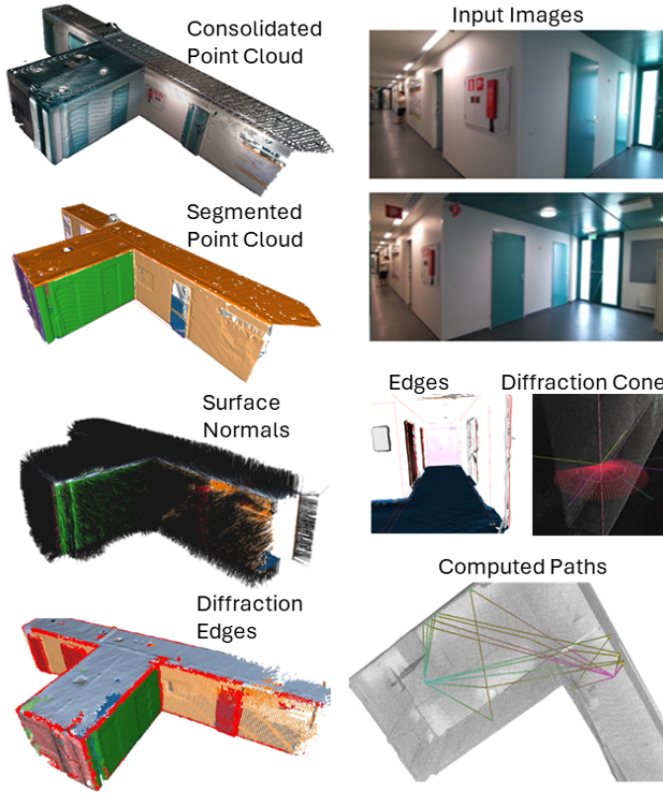 Consolidated
Point Cloud
Input Images
Segmented
Point Cloud
Surface
Normals
Edges
Diffraction Cone
Diffraction
Edges
Computed Paths